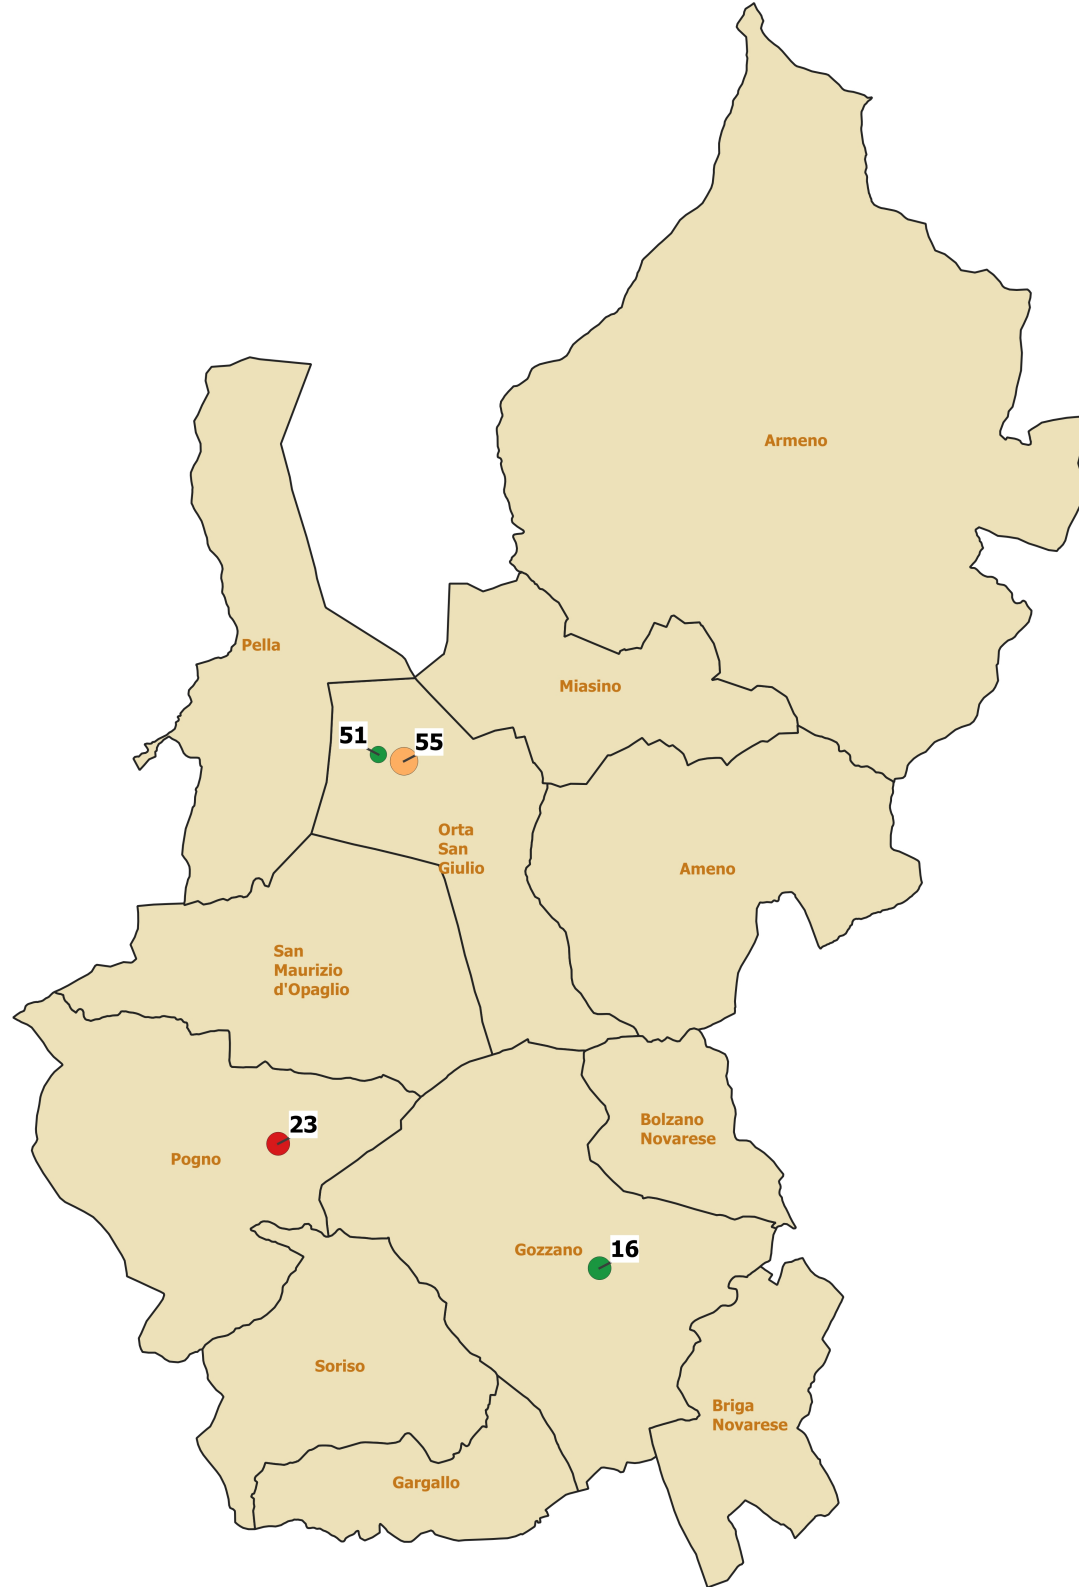 Armeno
Pella
Miasino
51
55
Orta
San
Giulio
Ameno
San
Maurizio
d'Opaglio
Bolzano
Novarese
23
Pogno
Gozzano
16
Soriso
Briga
Novarese
Gargallo